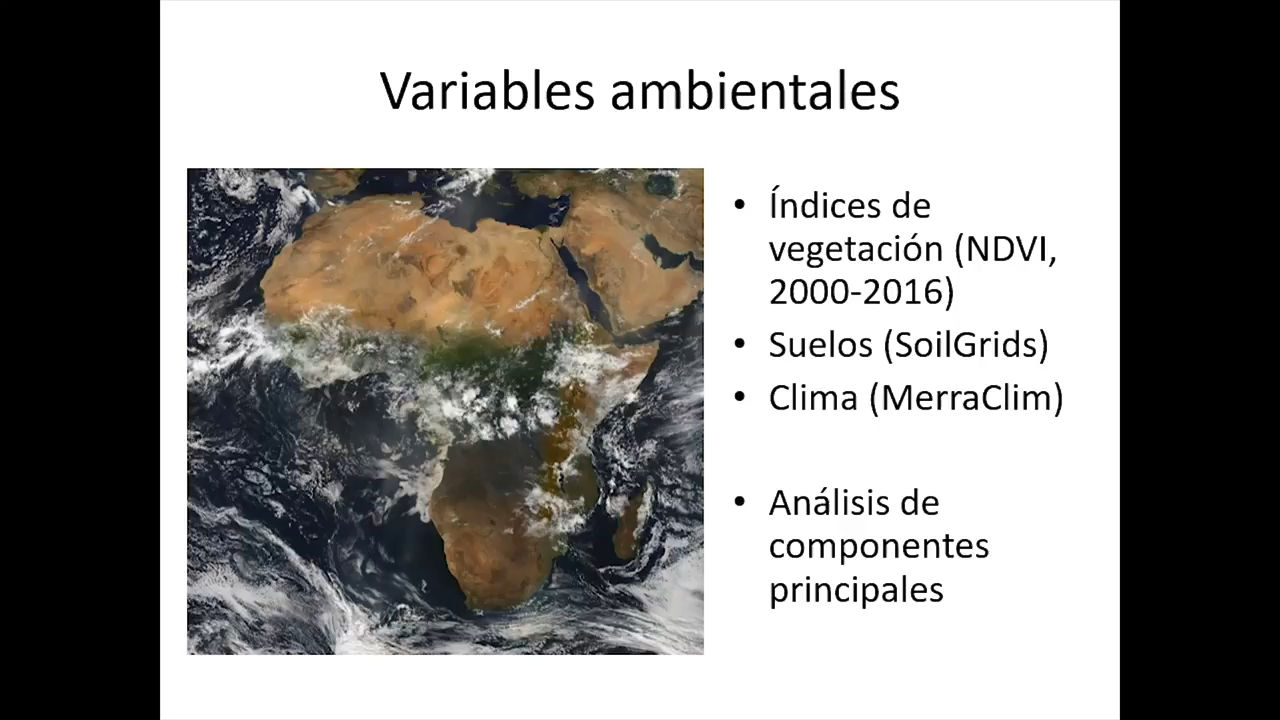 Variables ambientales
• Índices de
vegetación (NDVI,
2000-2016)
• Suelos (SoilGrids)
• Clima (MerraClim)
• Análisis de
componentes
principales